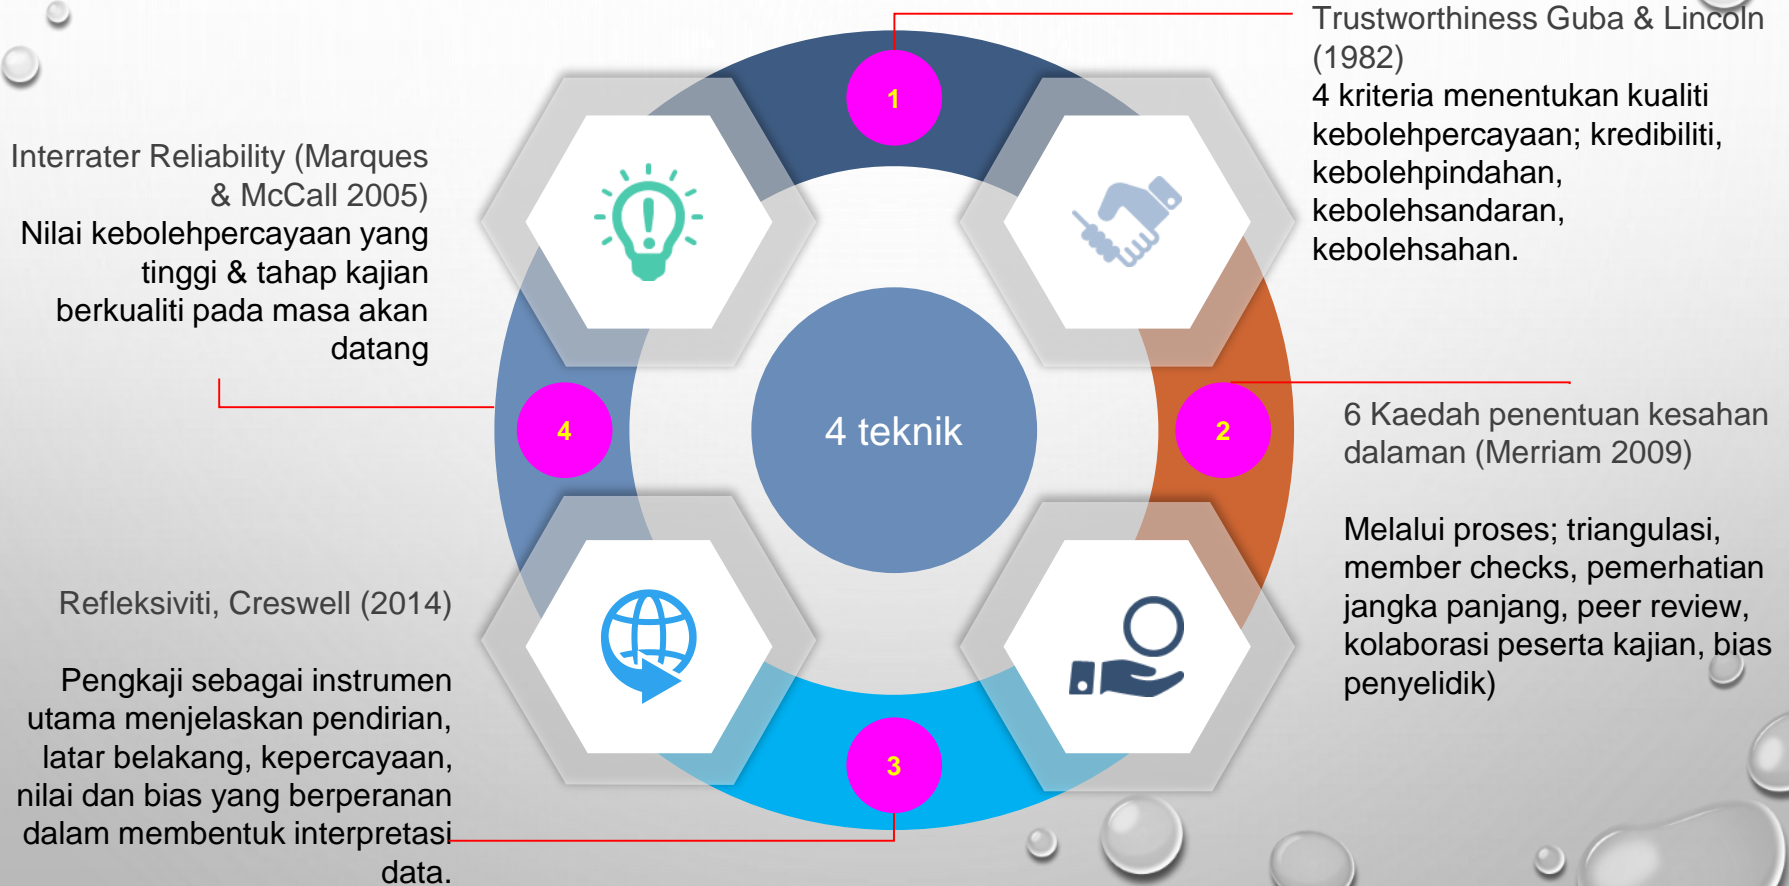 Trustworthiness Guba & Lincoln
(1982)
4 kriteria menentukan kualiti
kebolehpercayaan; kredibiliti,
kebolehpindahan,
kebolehsandaran,
kebolehsahan.
1
Interrater Reliability (Marques
& McCall 2005)
Nilai kebolehpercayaan yang
tinggi & tahap kajian
berkualiti pada masa akan
datang
4
4 teknik
2
6 Kaedah penentuan kesahan
dalaman (Merriam 2009)
Melalui proses; triangulasi,
member checks, pemerhatian
jangka panjang, peer review,
kolaborasi peserta kajian, bias
penyelidik)
Refleksiviti, Creswell (2014)
Pengkaji sebagai instrumen
utama menjelaskan pendirian,
latar belakang, kepercayaan,
nilai dan bias yang berperanan
dalam membentuk interpretasi
data.
3